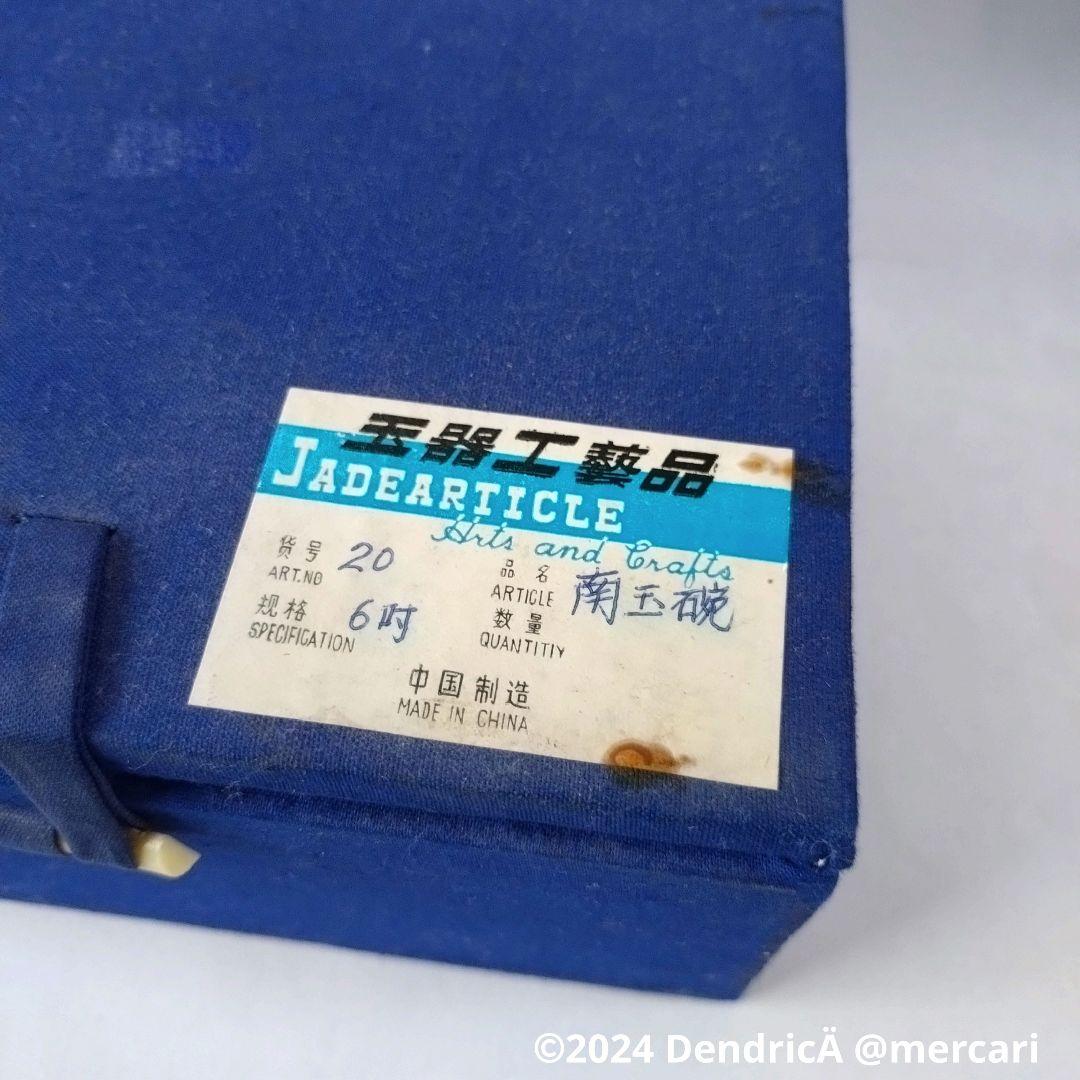 玉器工藝品
JADEARTICLE
Arts and Crafts
货号 20
ART.NO
品名 南玉碗
ARTICLE
规格 6吋
SPECIFICATION
数量
QUANTITIY
中国制造
MADE IN CHINA
©2024 DendricÄ @mercari